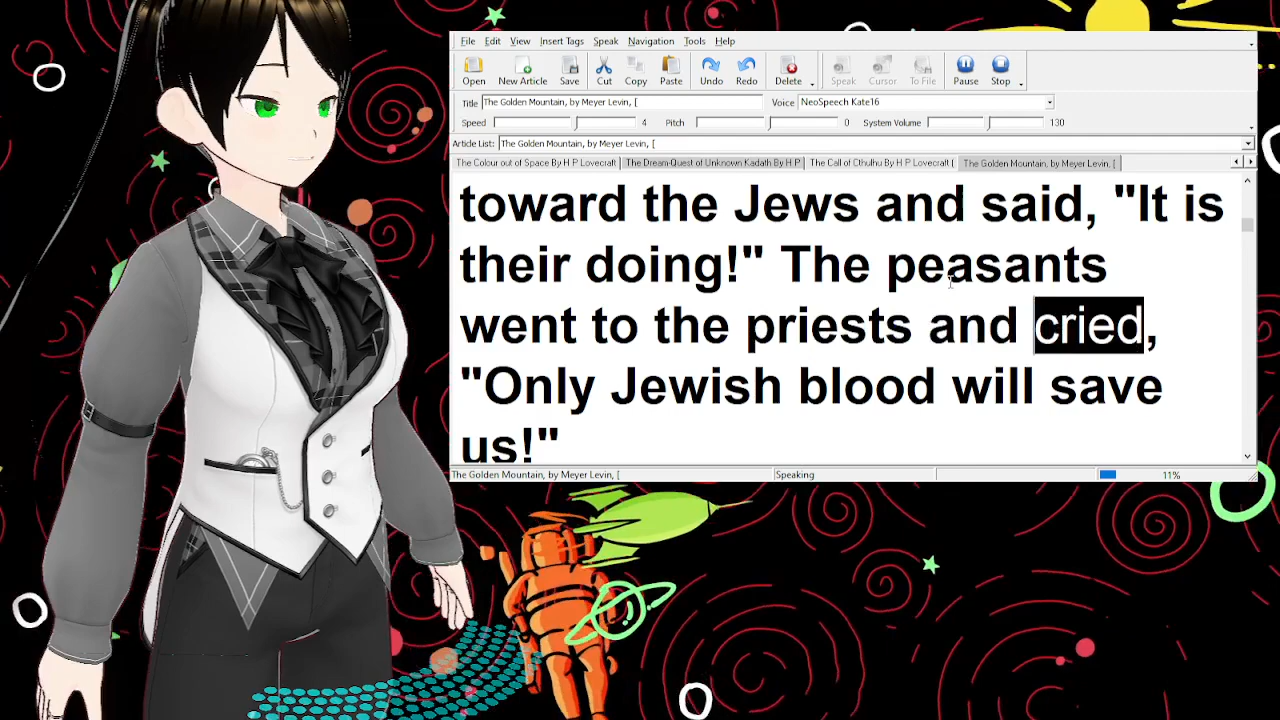 File Edit View Insert Tags Speak Navigation Tools Help
Open New Article Save Cut Copy Paste Undo Redo Delete Speak Cursor To File Pause Stop
Title The Golden Mountain, by Meyer Levin, [ Voice NeoSpeech Kate16
Speed 4 Pitch 0 System Volume 130
Article List: The Golden Mountain, by Meyer Levin, [
The Colour out of Space By H P Lovecraft The Dream-Quest of Unknown Kadath By H P The Call of Cthulhu By H P Lovecraft ( The Golden Mountain, by Meyer Levin, [
toward the Jews and said, "It is
their doing!" The peasants
went to the priests and cried,
"Only Jewish blood will save
us!"
The Golden Mountain, by Meyer Levin, [ Speaking 11%